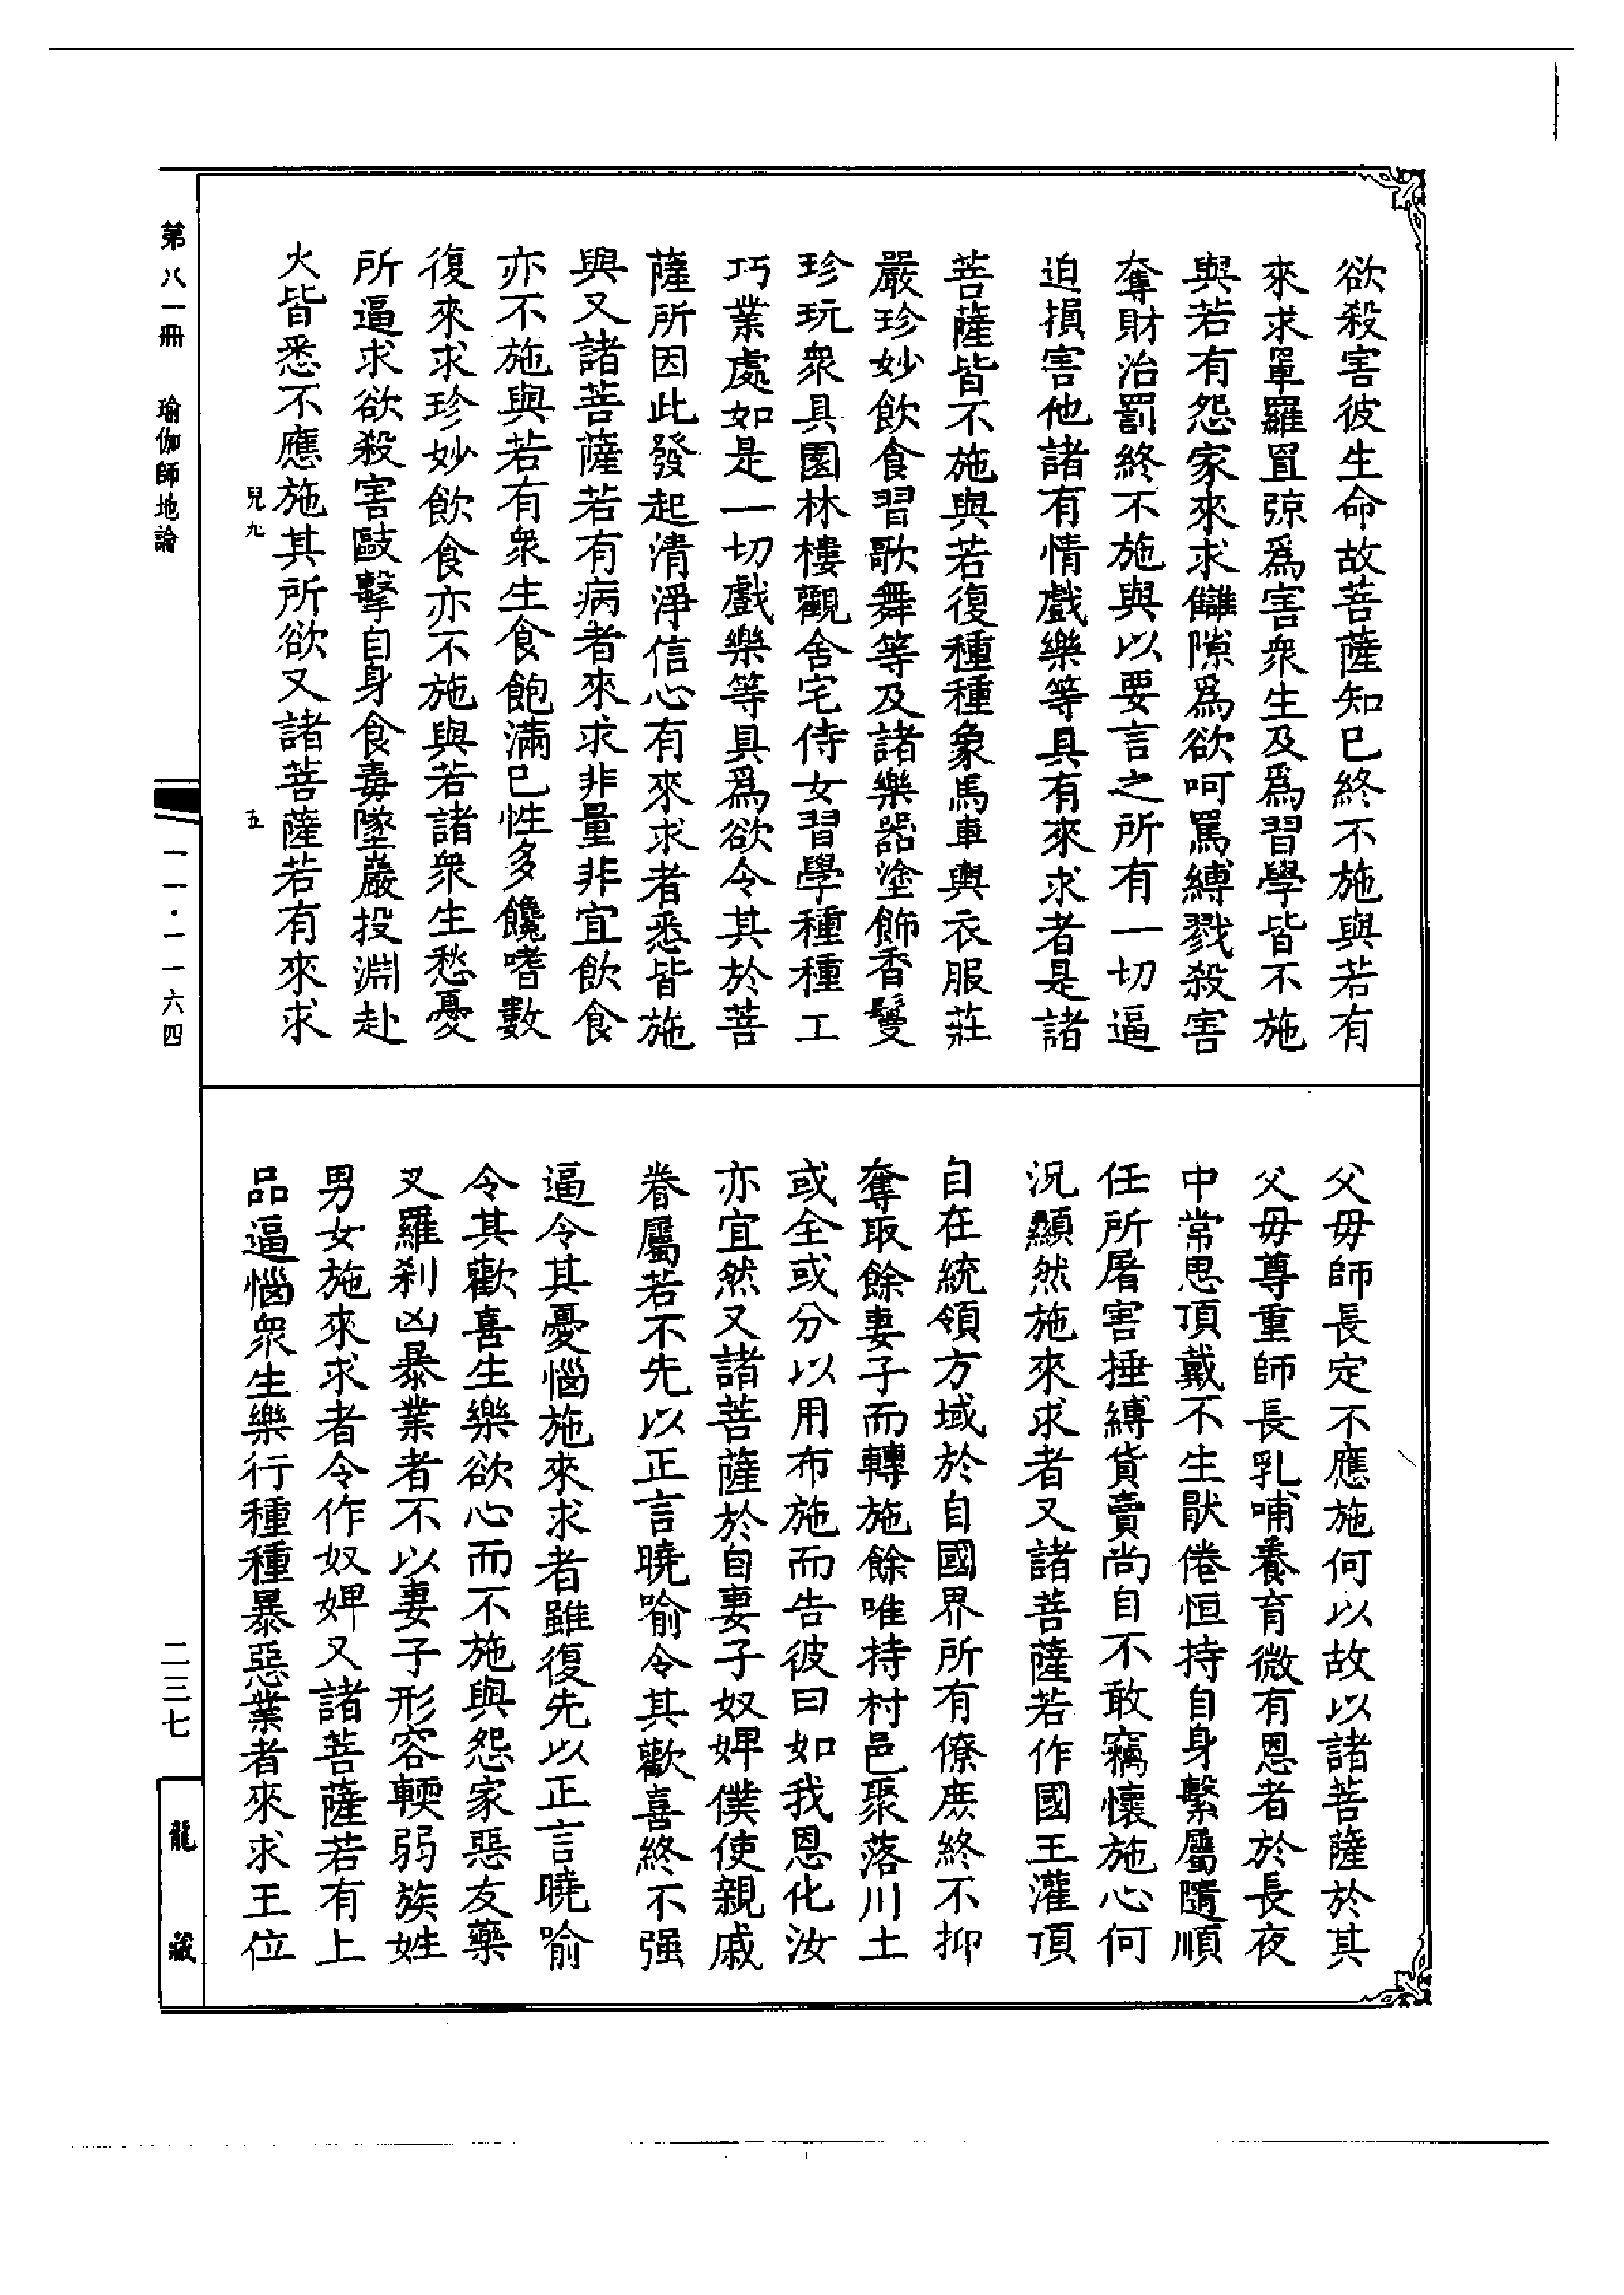 欲殺害彼生命故菩薩知已終不施與若有
來求罩羅罝弶爲害衆生及爲習學皆不施
與若有怨家來求讎隙爲欲呵罵縛戮殺害
奪財治罰終不施與以要言之所有一切逼
迫損害他諸有情戲樂等具有來求者是諸
菩薩皆不施與若復種種象馬車輿衣服莊
嚴珍妙飲食習歌舞等及諸樂器塗飾香鬘
珍玩衆具園林樓觀舍宅侍女習學種種工
巧業處如是一切戲樂等具爲欲令其於菩
薩所因此發起清淨信心有來求者悉皆施
與又諸菩薩若有病者來求非量非宜飲食
亦不施與若有衆生食飽滿已性多饞嗜數
復來求珍妙飲食亦不施與若諸衆生愁憂
所逼求欲殺害敺擊自身食毒墜巖投淵赴
火皆悉不應施其所欲又諸菩薩若有來求
兒九 五
父毋師長定不應施何以故以諸菩薩於其
父毋尊重師長乳哺養育微有恩者於長夜
中常思頂戴不生猒倦恒持自身繫屬隨順
任所屠害捶縛貨賣尚自不敢竊懷施心何
況顯然施來求者又諸菩薩若作國王灌頂
自在統領方域於自國界所有僚庶終不抑
奪取餘妻子而轉施餘唯持村邑聚落川土
或全或分以用布施而告彼曰如我恩化汝
亦宜然又諸菩薩於自妻子奴婢僕使親戚
眷屬若不先以正言曉喻令其歡喜終不强
逼令其憂惱施來求者雖復先以正言曉喻
令其歡喜生樂欲心而不施與怨家惡友藥
叉羅刹凶暴業者不以妻子形容輭弱族姓
男女施來求者令作奴婢又諸菩薩若有上
品逼惱衆生樂行種種暴惡業者來求王位
第八一冊 瑜伽師地論
一一·一一六四
二三七
龍藏